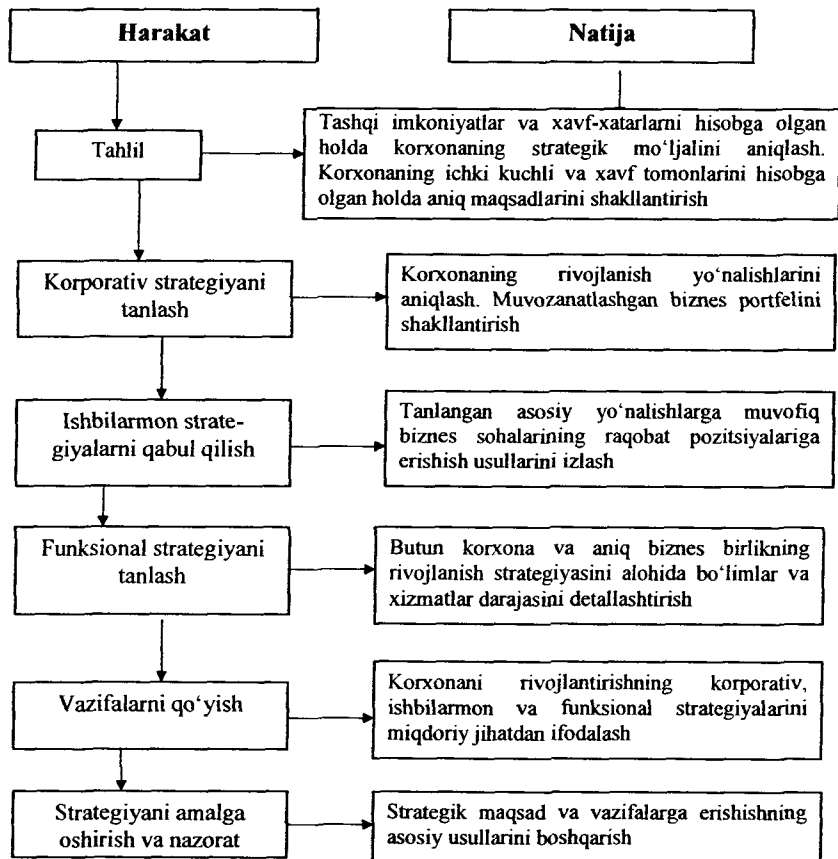 Harakat
Natija
Tahlil
Tashqi imkoniyatlar va xavf-xatarlarni hisobga olgan
holda korxonaning strategik mo‘ljalini aniqlash.
Korxonaning ichki kuchli va xavf tomonlarini hisobga
olgan holda aniq maqsadlarini shakllantirish
Korporativ strategiyani
tanlash
Korxonaning rivojlanish yo‘nalishlarini
aniqlash. Muvozanatlashgan biznes portfelini
shakllantirish
Ishbilarmon strate-
giyalarni qabul qilish
Tanlangan asosiy yo‘nalishlarga muvofiq
biznes sohalarining raqobat pozitsiyalariga
erishish usullarini izlash
Funksional strategiyani
tanlash
Butun korxona va aniq biznes birlikning
rivojlanish strategiyasini alohida bo‘limlar va
xizmatlar darajasini detallashtirish
Vazifalarni qo‘yish
Korxonani rivojlantirishning korporativ,
ishbilarmon va funksional strategiyalarini
miqdoriy jihatdan ifodalash
Strategiyani amalga
oshirish va nazorat
Strategik maqsad va vazifalarga erishishning
asosiy usullarini boshqarish